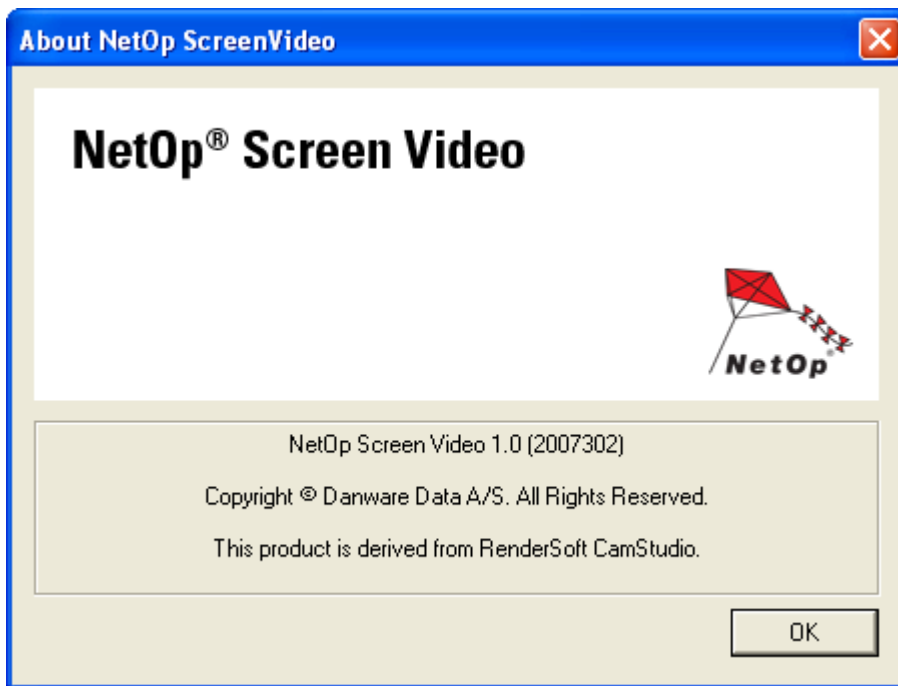 About NetOp ScreenVideo
NetOp® Screen Video
NetOp®
NetOp Screen Video 1.0 (2007302)
Copyright © Danware Data A/S. All Rights Reserved.
This product is derived from RenderSoft CamStudio.
OK